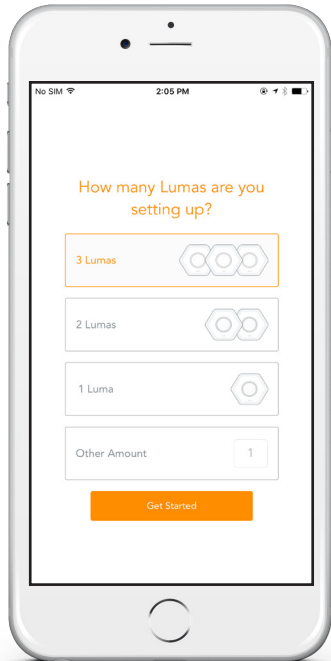 No SIM 2:05 PM
How many Lumas are you
setting up?
3 Lumas
2 Lumas
1 Luma
Other Amount 1
Get Started